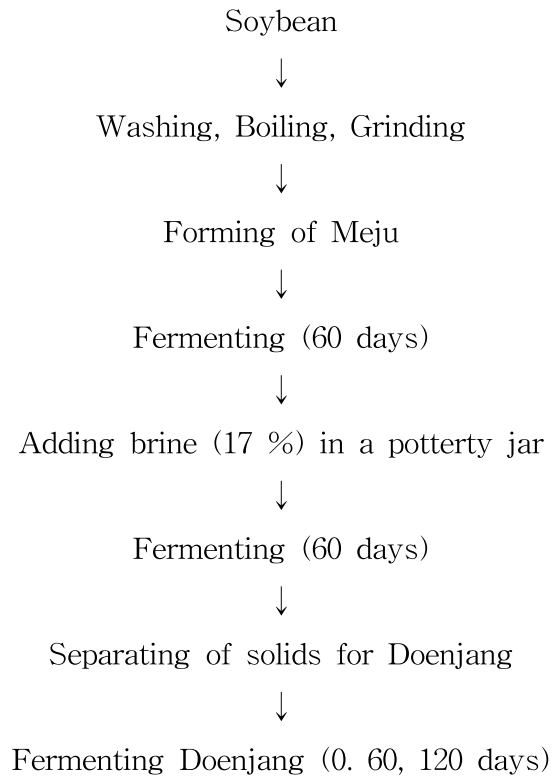 Soybean
↓
Washing, Boiling, Grinding
↓
Forming of Meju
↓
Fermenting (60 days)
↓
Adding brine (17 %) in a potterty jar
↓
Fermenting (60 days)
↓
Separating of solids for Doenjang
↓
Fermenting Doenjang (0. 60, 120 days)